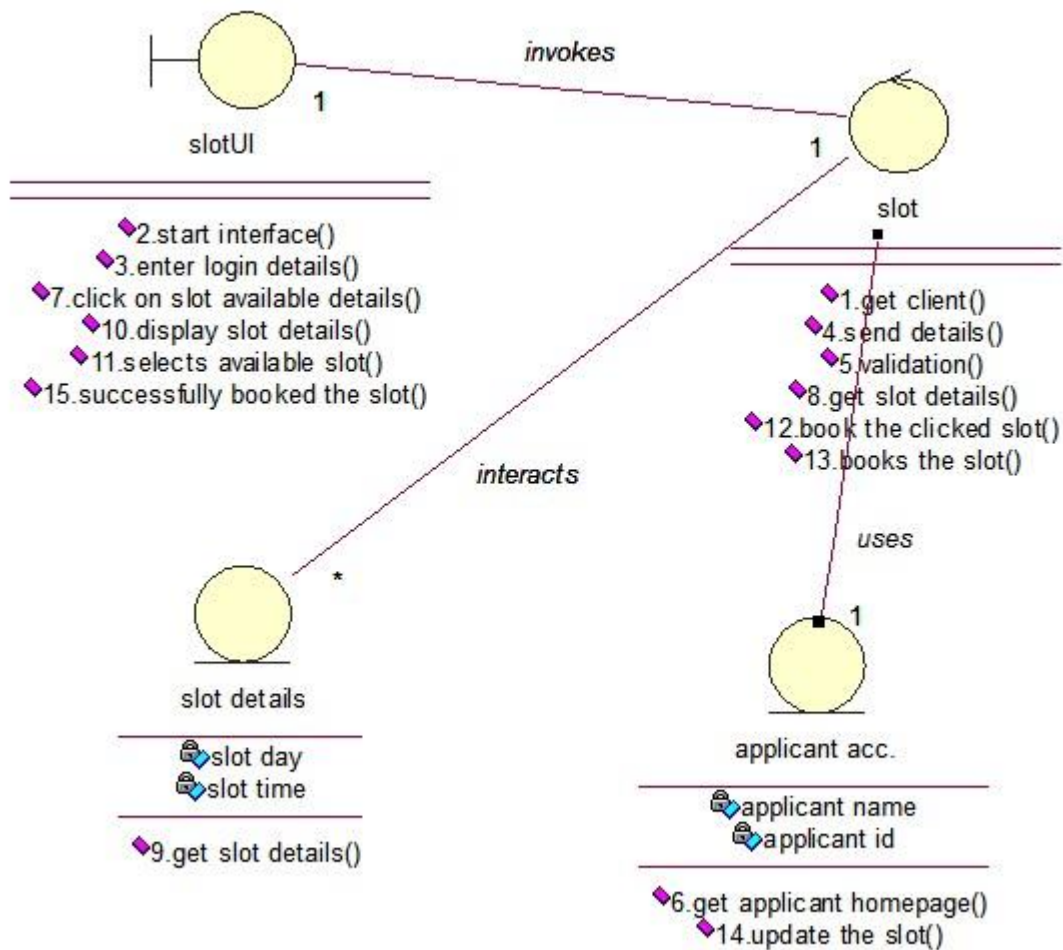 invokes
1
slotUI
1
slot
2.start interface()
3.enter login details()
7.click on slot available details()
10.display slot details()
11.selects available slot()
15.successfully booked the slot()
1.get client()
4.send details()
5.validation()
8.get slot details()
12.book the clicked slot()
13.books the slot()
interacts
uses
*
1
slot details
slot day
slot time
9.get slot details()
applicant acc.
applicant name
applicant id
6.get applicant homepage()
14.update the slot()